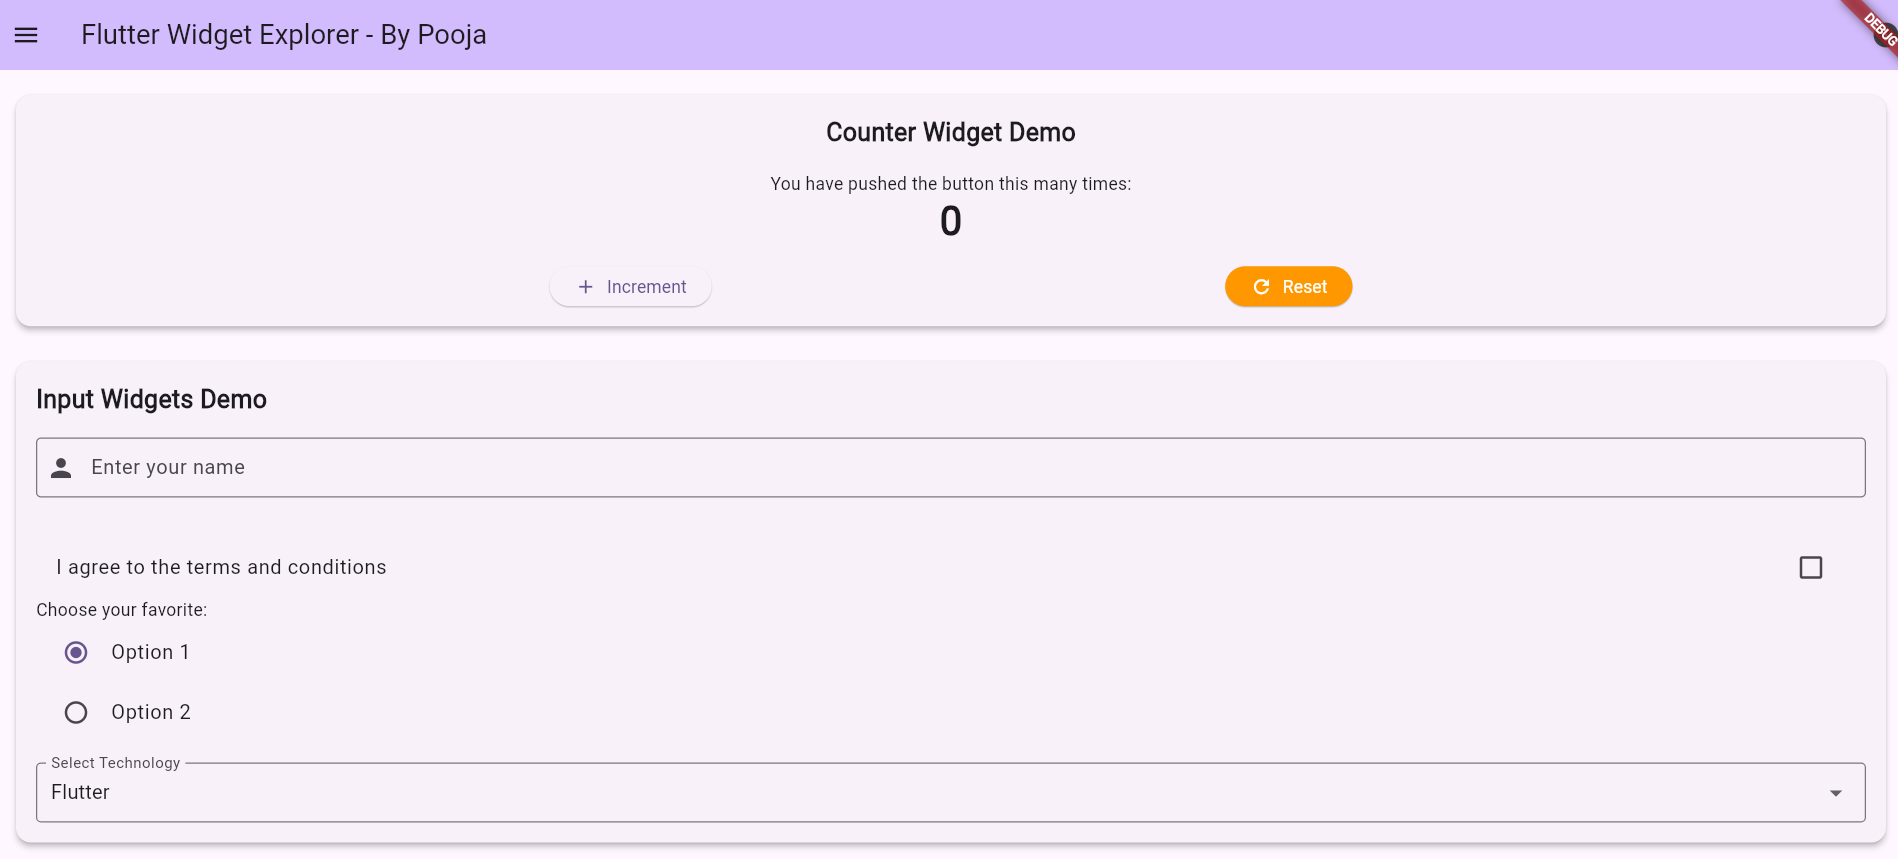 Flutter Widget Explorer - By Pooja
DEBUG
Counter Widget Demo
You have pushed the button this many times:
0
Increment
Reset
Input Widgets Demo
Enter your name
I agree to the terms and conditions
Choose your favorite:
Option 1
Option 2
Select Technology
Flutter